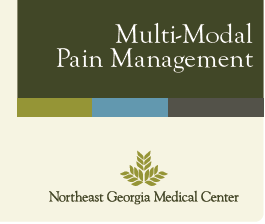 Multi-Modal
Pain Management
Northeast Georgia Medical Center